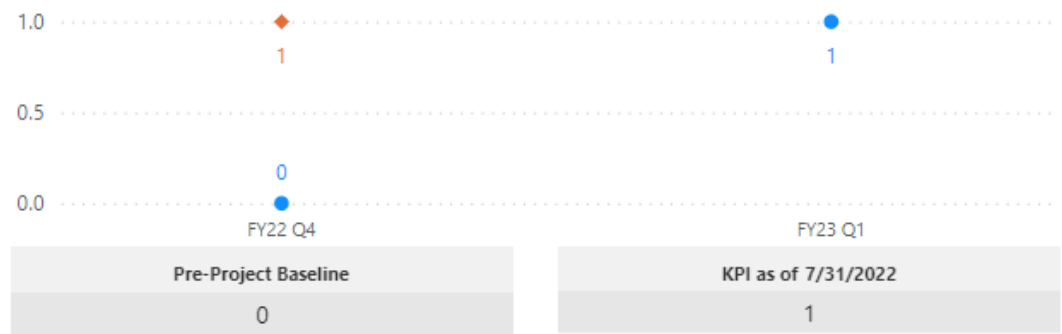 1.0
1
1
0.5
0
0.0
FY22 Q4
FY23 Q1
Pre-Project Baseline
KPI as of 7/31/2022
0
1